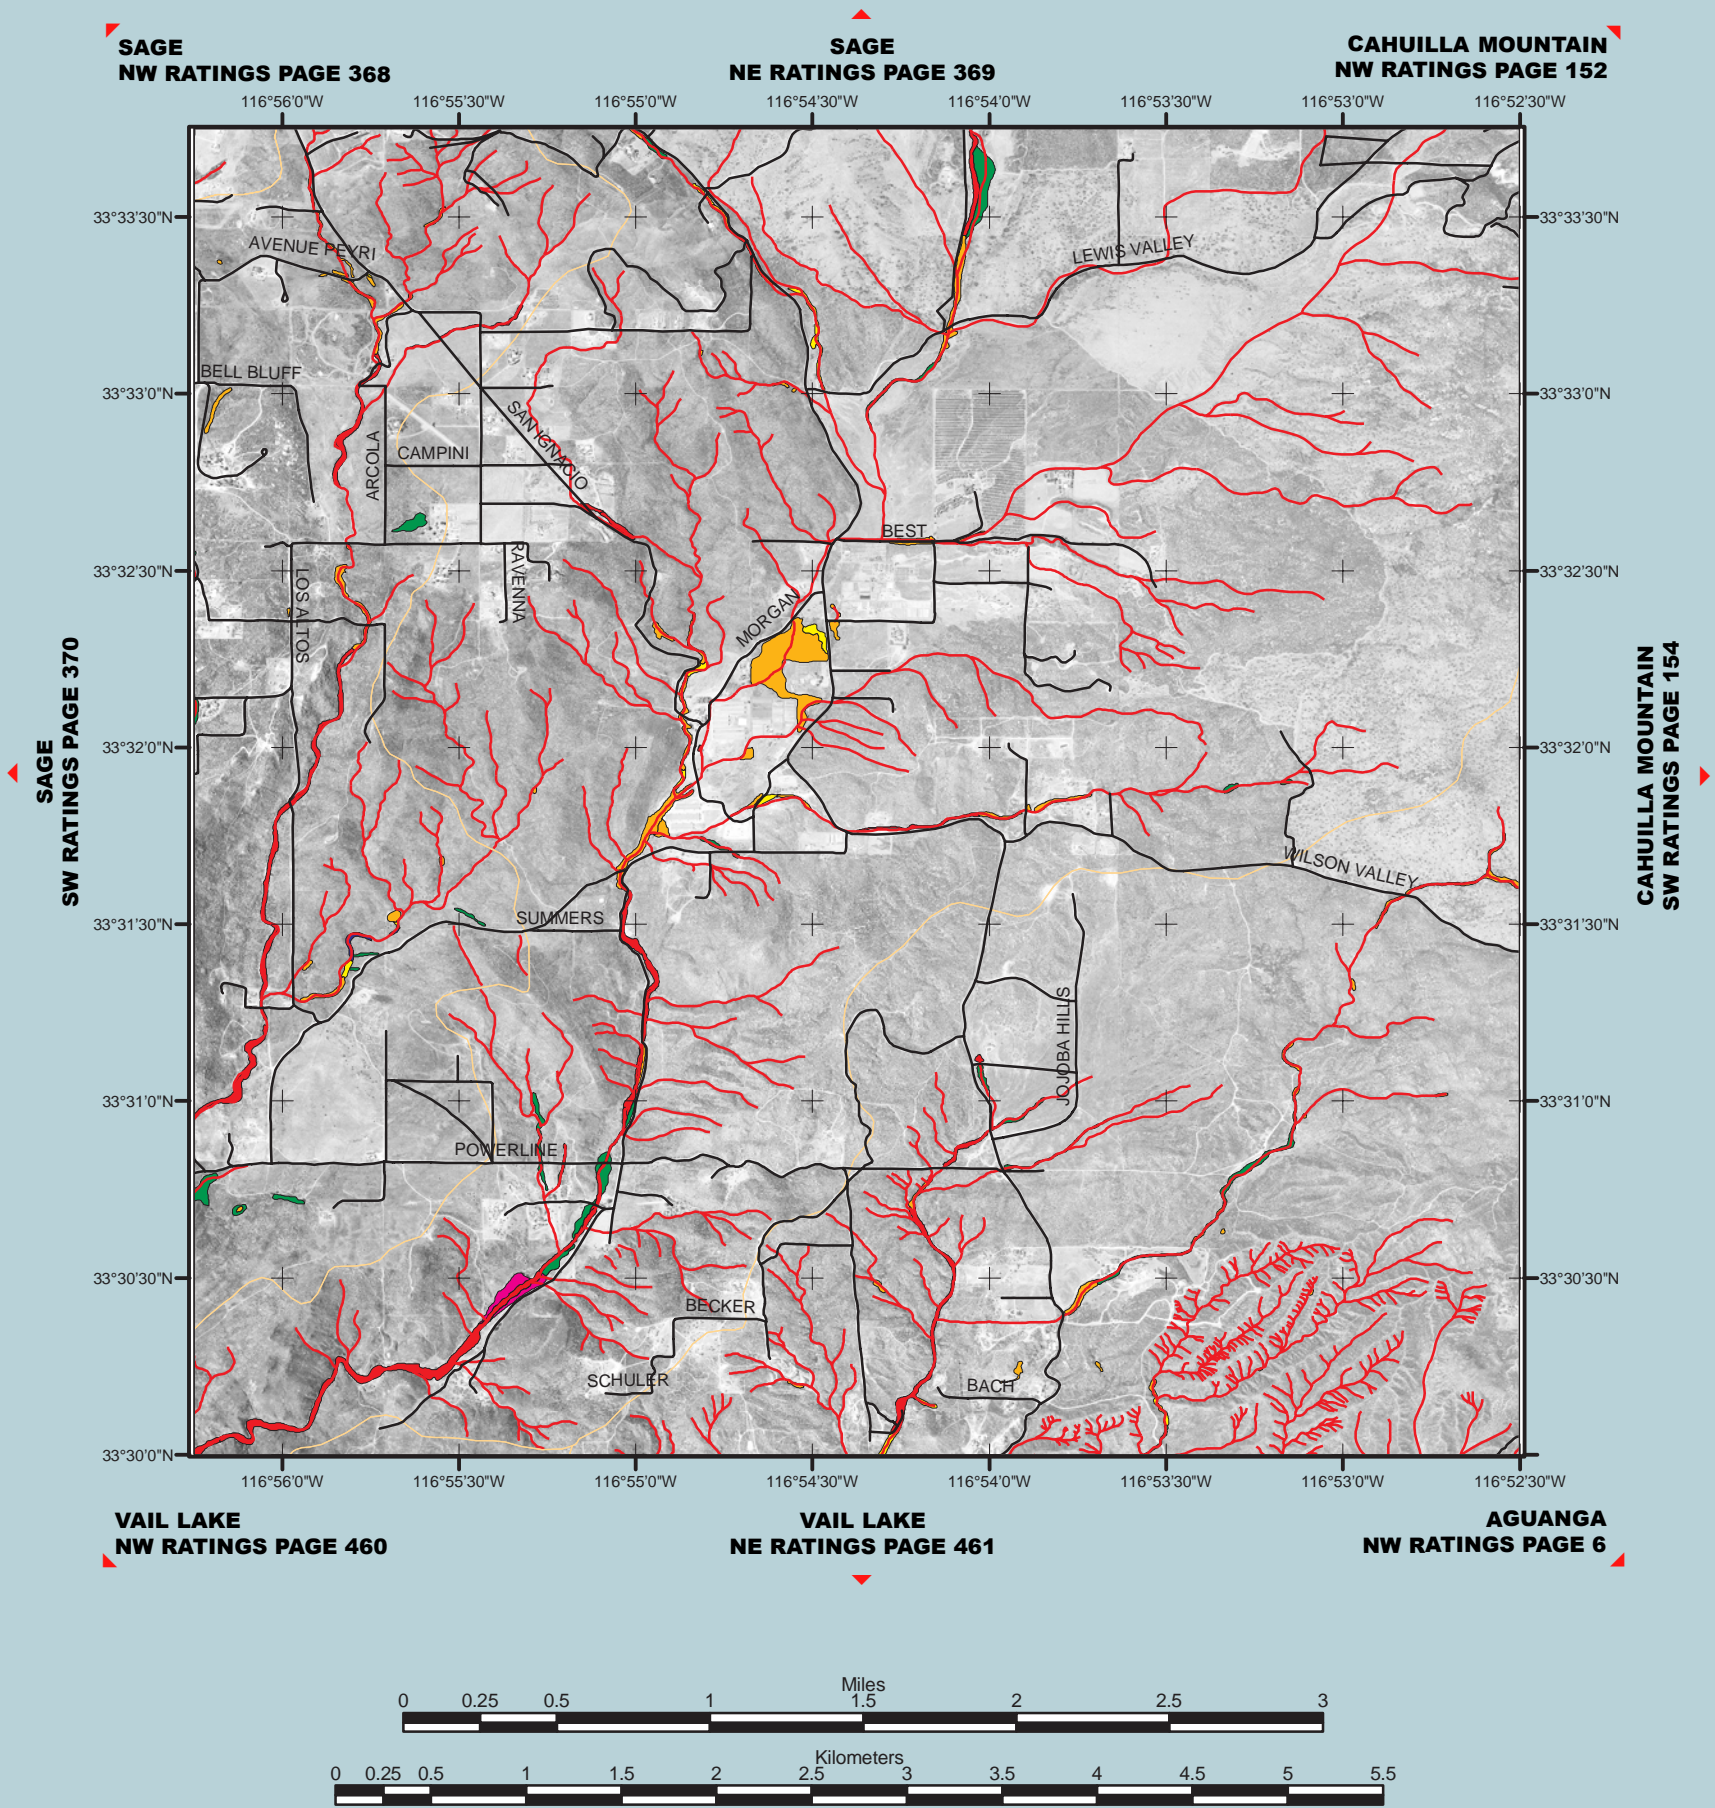 SAGE
NW RATINGS PAGE 368
SAGE
NE RATINGS PAGE 369
CAHUILLA MOUNTAIN
NW RATINGS PAGE 152
116°56'0"W
116°55'30"W
116°55'0"W
116°54'30"W
116°54'0"W
116°53'30"W
116°53'0"W
116°52'30"W
33°33'30"N
33°33'30"N
AVENUE PEYRI
LEWIS VALLEY
BELL BLUFF
33°33'0"N
33°33'0"N
SAN IGNACIO
ARCOLA
CAMPINI
BEST
33°32'30"N
33°32'30"N
LOS ALTOS
RAVENNA
MORGAN
SAGE
SW RATINGS PAGE 370
CAHUILLA MOUNTAIN
SW RATINGS PAGE 154
33°32'0"N
33°32'0"N
WILSON VALLEY
SUMMERS
33°31'30"N
33°31'30"N
JOJOBA HILLS
33°31'0"N
33°31'0"N
POWERLINE
33°30'30"N
33°30'30"N
BECKER
SCHULER
BACH
33°30'0"N
33°30'0"N
116°56'0"W
116°55'30"W
116°55'0"W
116°54'30"W
116°54'0"W
116°53'30"W
116°53'0"W
116°52'30"W
VAIL LAKE
NW RATINGS PAGE 460
VAIL LAKE
NE RATINGS PAGE 461
AGUANGA
NW RATINGS PAGE 6
Miles
0 0.25 0.5 1 1.5 2 2.5 3
Kilometers
0 0.25 0.5 1 1.5 2 2.5 3 3.5 4 4.5 5 5.5